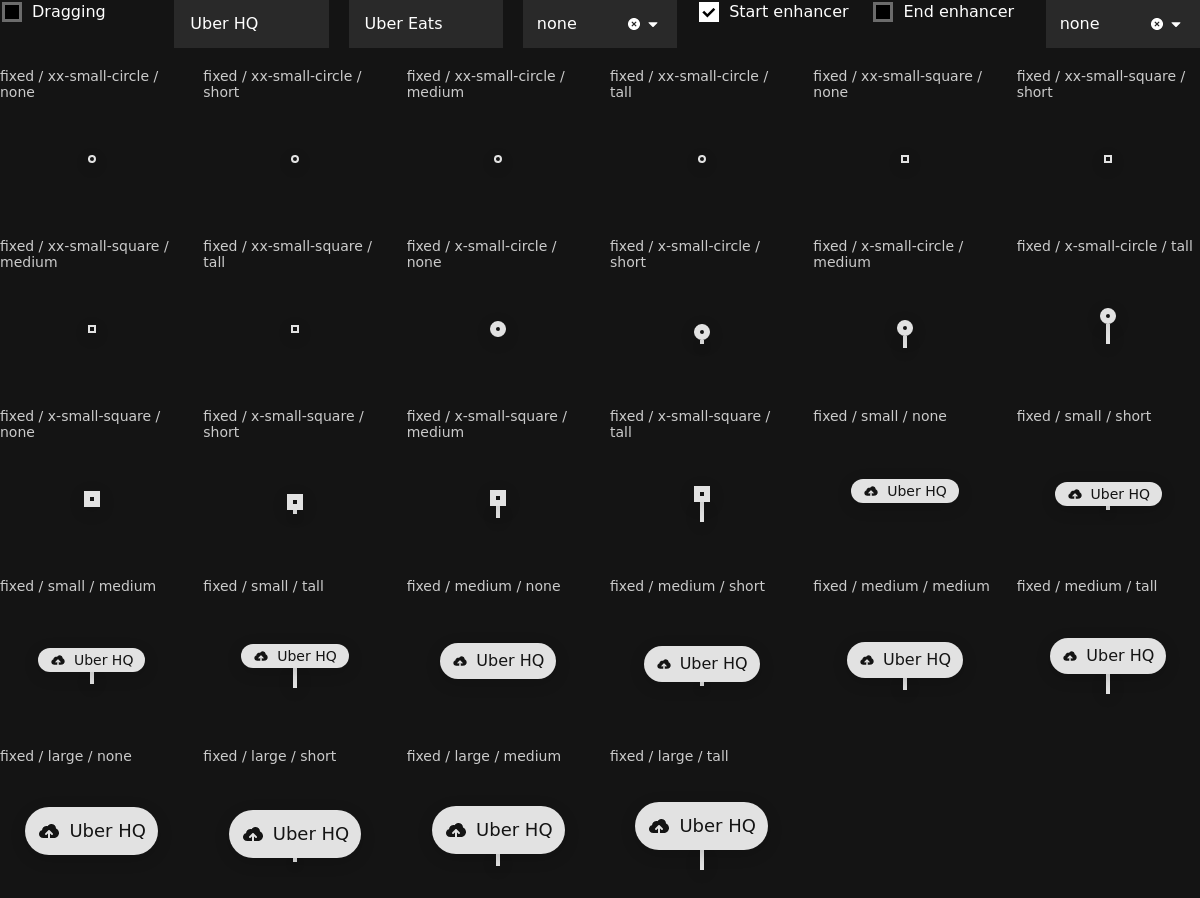 Dragging
Uber HQ
Uber Eats
none
Start enhancer
End enhancer
none
fixed / xx-small-circle /
none
fixed / xx-small-circle /
short
fixed / xx-small-circle /
medium
fixed / xx-small-circle /
tall
fixed / xx-small-square /
none
fixed / xx-small-square /
short
fixed / xx-small-square /
medium
fixed / xx-small-square /
tall
fixed / x-small-circle /
none
fixed / x-small-circle /
short
fixed / x-small-circle /
medium
fixed / x-small-circle / tall
fixed / x-small-square /
none
fixed / x-small-square /
short
fixed / x-small-square /
medium
fixed / x-small-square /
tall
fixed / small / none
Uber HQ
fixed / small / short
Uber HQ
fixed / small / medium
Uber HQ
fixed / small / tall
Uber HQ
fixed / medium / none
Uber HQ
fixed / medium / short
Uber HQ
fixed / medium / medium
Uber HQ
fixed / medium / tall
Uber HQ
fixed / large / none
Uber HQ
fixed / large / short
Uber HQ
fixed / large / medium
Uber HQ
fixed / large / tall
Uber HQ